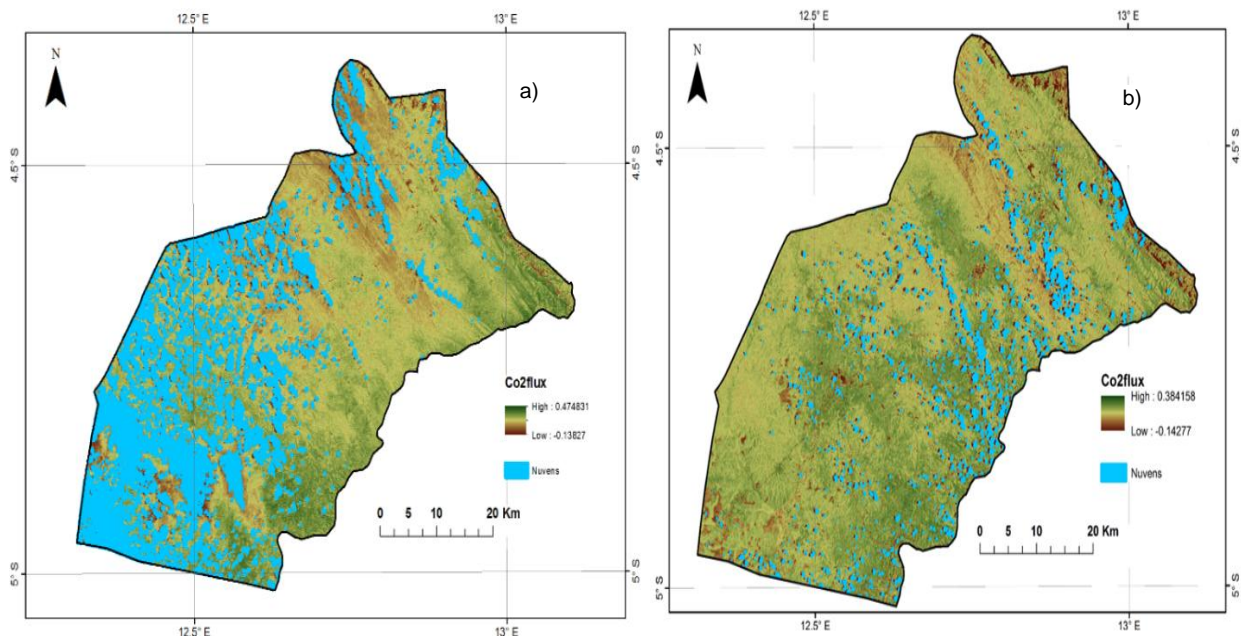 12.5° E
13° E
N
a)
4.5° S
4.5° S
Co2flux
High : 0.474831
Low : -0.13827
Nuvens
0 5 10 20 Km
5° S
5° S
12.5° E
13° E
12.5° E
13° E
N
b)
4.5° S
4.5° S
Co2flux
High : 0.384158
Low : -0.14277
Nuvens
0 5 10 20 Km
5° S
5° S
12.5° E
13° E